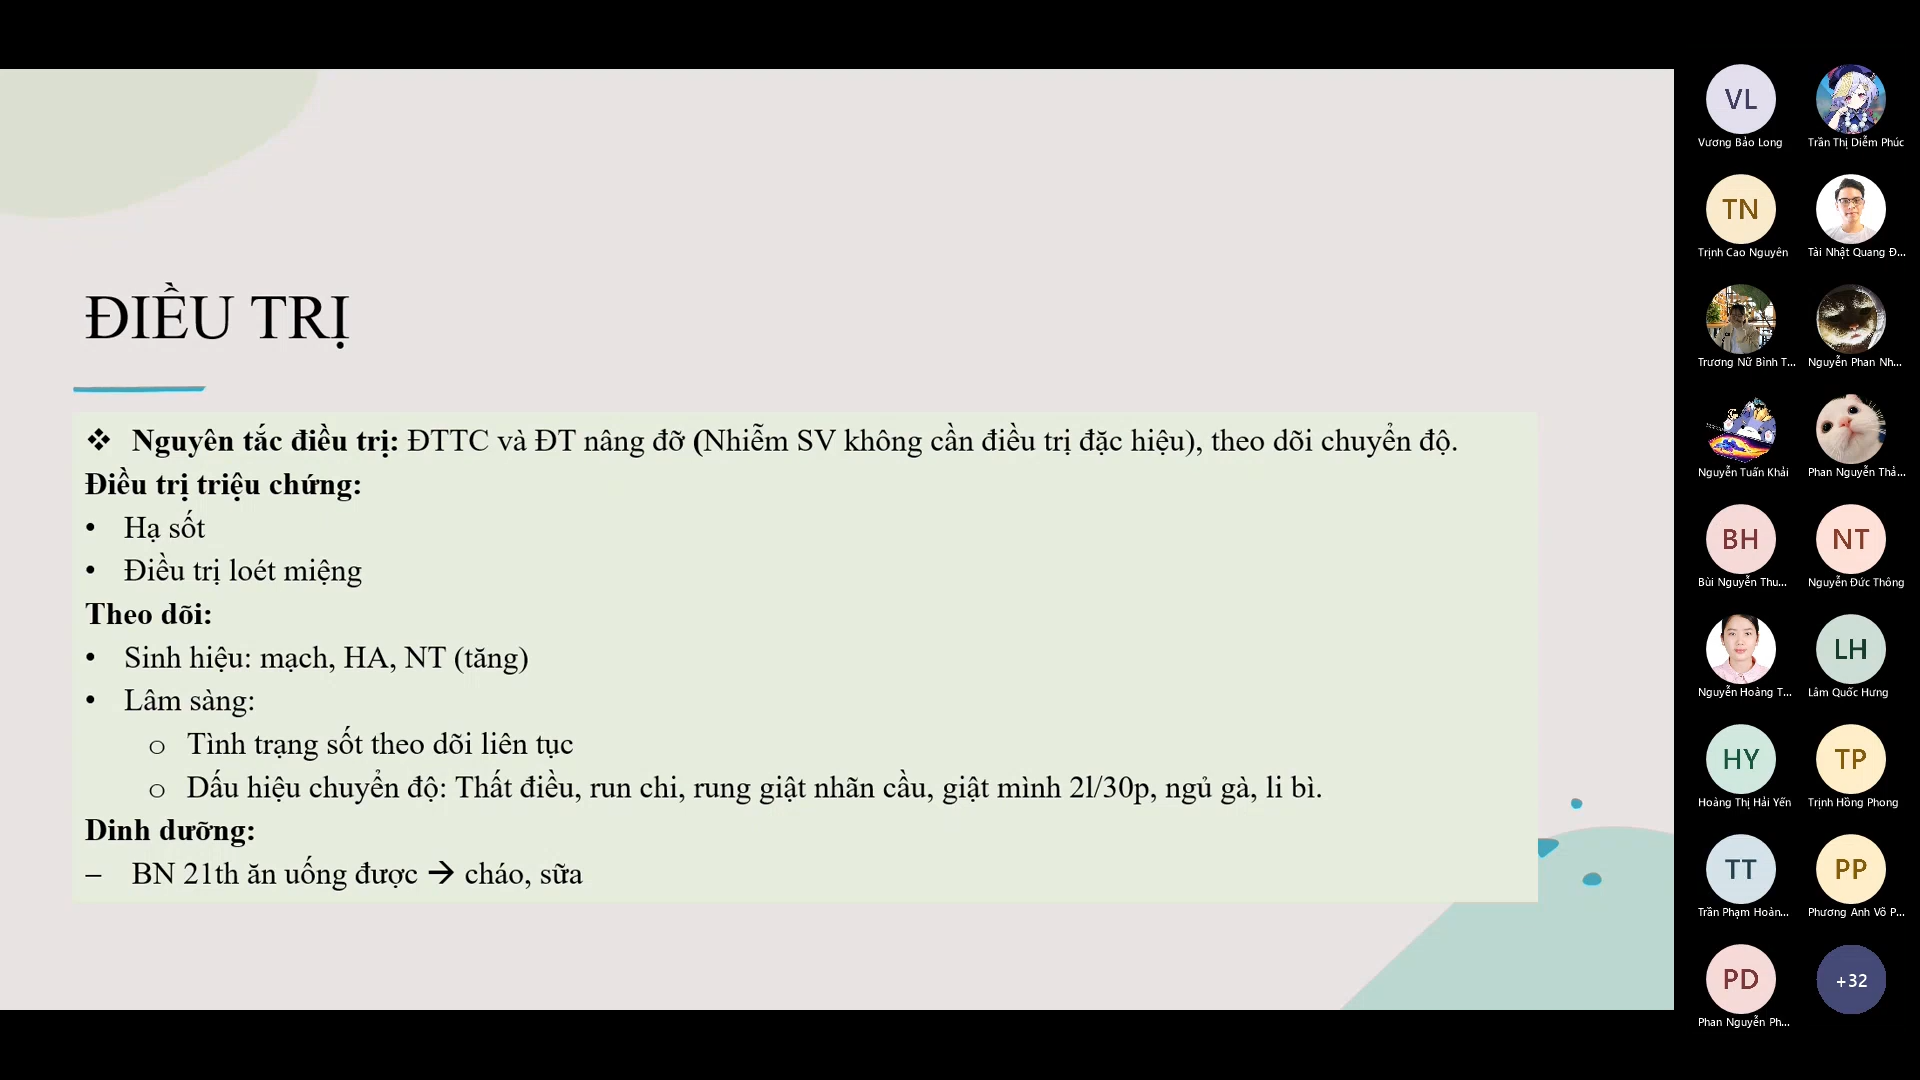 ĐIỀU TRỊ
❖ Nguyên tắc điều trị: ĐTTC và ĐT nâng đỡ (Nhiễm SV không cần điều trị đặc hiệu), theo dõi chuyển độ.
Điều trị triệu chứng:
• Hạ sốt
• Điều trị loét miệng
Theo dõi:
• Sinh hiệu: mạch, HA, NT (tăng)
• Lâm sàng:
o Tình trạng sốt theo dõi liên tục
o Dấu hiệu chuyển độ: Thất điều, run chi, rung giật nhãn cầu, giật mình 2l/30p, ngủ gà, li bì.
Dinh dưỡng:
– BN 21th ăn uống được → cháo, sữa
VL
Vương Bảo Long
Trần Thị Diễm Phúc
TN
Trịnh Cao Nguyên
Tài Nhật Quang Đ...
Trương Nữ Bình T...
Nguyễn Phan Nh...
Nguyễn Tuấn Khải
Phan Nguyễn Thả...
BH
Bùi Nguyễn Thu...
NT
Nguyễn Đức Thông
Nguyễn Hoàng T...
LH
Lâm Quốc Hưng
HY
Hoàng Thị Hải Yến
TP
Trịnh Hồng Phong
TT
Trần Phạm Hoàn...
PP
Phương Anh Võ P...
PD
Phan Nguyễn Ph...
+32